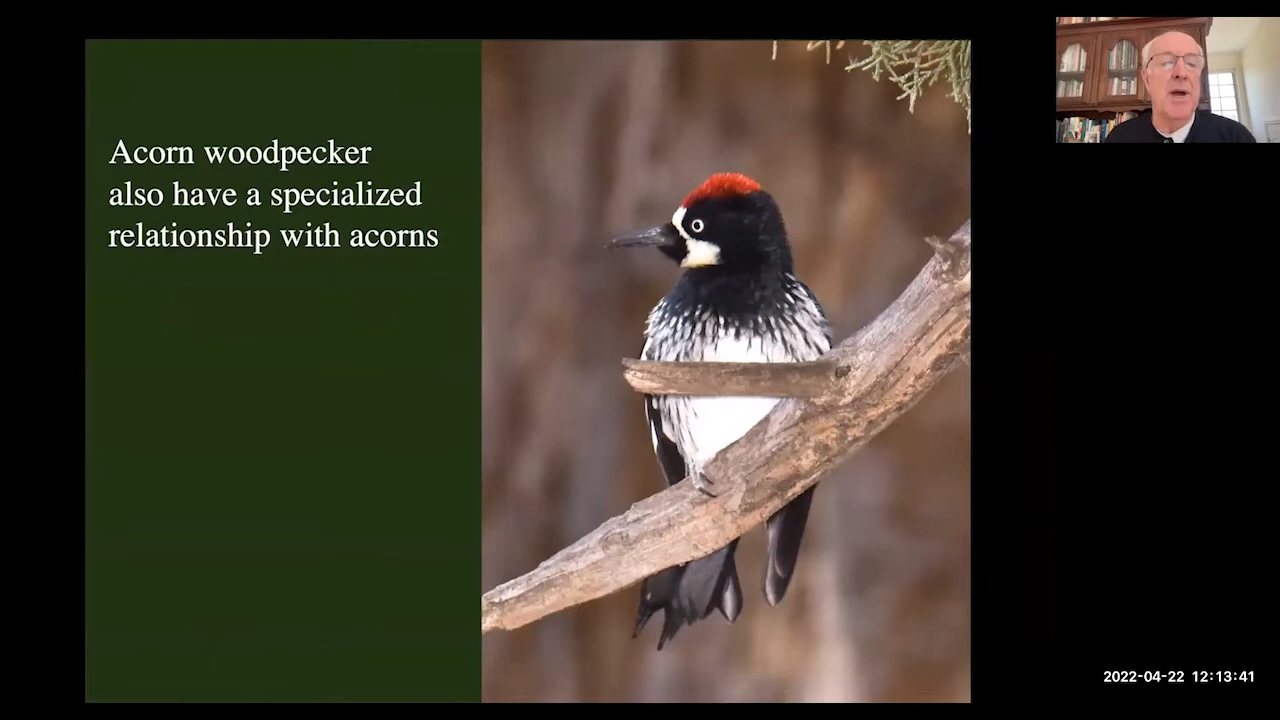 Acorn woodpecker
also have a specialized
relationship with acorns
2022-04-22 12:13:41